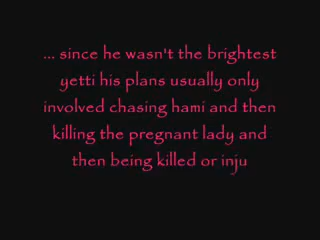 ... since he wasn't the brightest
yetti his plans usually only
involved chasing hami and then
killing the pregnant lady and
then being killed or inju